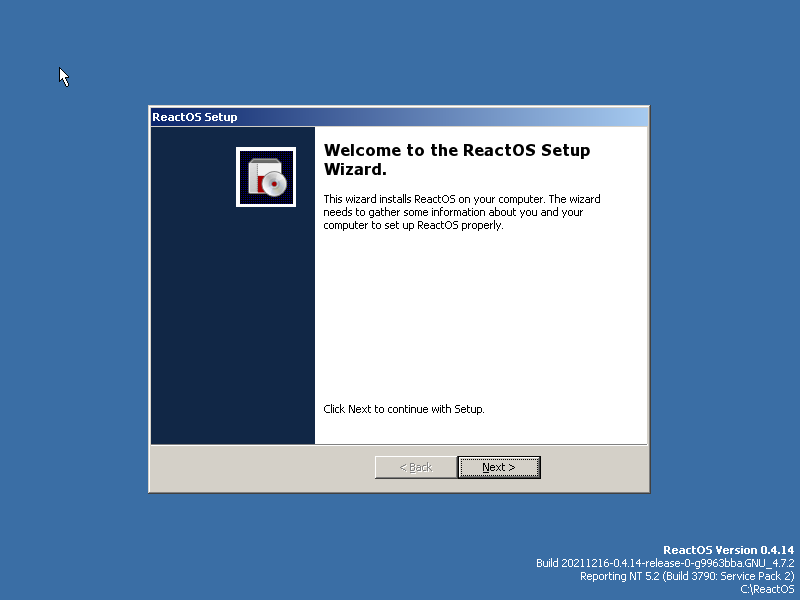 ReactOS Setup
Welcome to the ReactOS Setup
Wizard.
This wizard installs ReactOS on your computer. The wizard
needs to gather some information about you and your
computer to set up ReactOS properly.
Click Next to continue with Setup.
< Back
Next >
ReactOS Version 0.4.14
Build 20211216-0.4.14-release-0-g9963bba.GNU_4.7.2
Reporting NT 5.2 (Build 3790: Service Pack 2)
C:\ReactOS